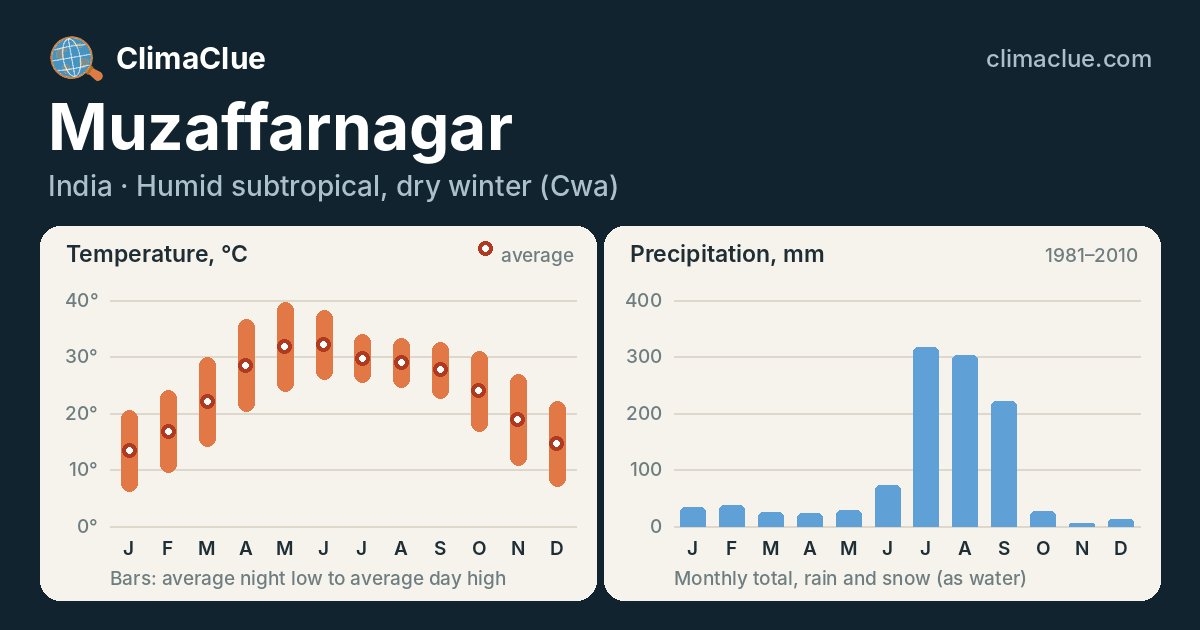 ClimaClue
climaclue.com
Muzaffarnagar
India · Humid subtropical, dry winter (Cwa)
Temperature, °C
average
40°
30°
20°
10°
0°
J F M A M J J A S O N D
Bars: average night low to average day high
Precipitation, mm
1981–2010
400
300
200
100
0
J F M A M J J A S O N D
Monthly total, rain and snow (as water)